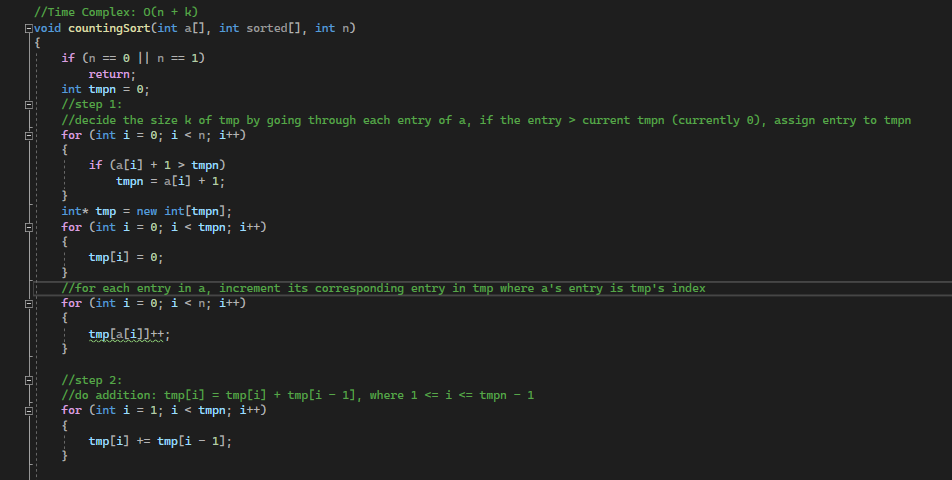 //Time Complex: O(n + k)
void countingSort(int a[], int sorted[], int n)
{
    if (n == 0 || n == 1)
        return;
    int tmpn = 0;
    //step 1:
    //decide the size k of tmp by going through each entry of a, if the entry > current tmpn (currently 0), assign entry to tmpn
    for (int i = 0; i < n; i++)
    {
        if (a[i] + 1 > tmpn)
            tmpn = a[i] + 1;
    }
    int* tmp = new int[tmpn];
    for (int i = 0; i < tmpn; i++)
    {
        tmp[i] = 0;
    }
    //for each entry in a, increment its corresponding entry in tmp where a's entry is tmp's index
    for (int i = 0; i < n; i++)
    {
        tmp[a[i]]++;
    }

    //step 2:
    //do addition: tmp[i] = tmp[i] + tmp[i - 1], where 1 <= i <= tmpn - 1
    for (int i = 1; i < tmpn; i++)
    {
        tmp[i] += tmp[i - 1];
    }